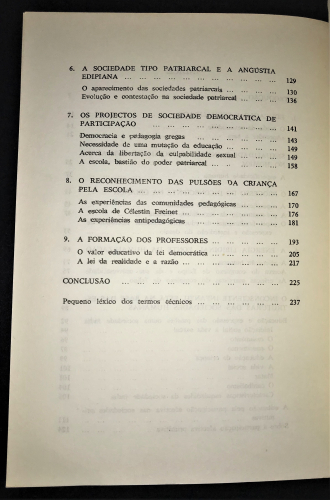 6. A SOCIEDADE TIPO PATRIARCAL E A ANGÚSTIA
EDIPIANA ... ... ... ... ... ... ... ... ... ... ... 129
O aparecimento das sociedades patriarcais ... ... ... ... 130
Evolução e contestação na sociedade patriarcal ... ... ... 136
7. OS PROJECTOS DE SOCIEDADE DEMOCRÁTICA DE
PARTICIPAÇÃO ... ... ... ... ... ... ... ... ... 141
Democracia e pedagogia gregas ... ... ... ... ... ... 143
Necessidade de uma mutação da educação ... ... ... ... 149
Acerca da libertação da culpabilidade sexual ... ... ... 149
A escola, bastião do poder patriarcal ... ... ... ... ... 158
8. O RECONHECIMENTO DAS PULSÕES DA CRIANÇA
PELA ESCOLA ... ... ... ... ... ... ... ... ... ... 167
As experiências das comunidades pedagógicas ... ... ... 170
A escola de Célestin Freinet ... ... ... ... ... ... ... 176
As experiências antipedagógicas ... ... ... ... ... ... 181
9. A FORMAÇÃO DOS PROFESSORES ... ... ... ... ... 193
O valor educativo da lei democrática ... ... ... ... ... 205
A lei da realidade e a razão ... ... ... ... ... ... ... 217
CONCLUSÃO ... ... ... ... ... ... ... ... ... ... ... 225
Pequeno léxico dos termos técnicos ... ... ... ... ... ... 237